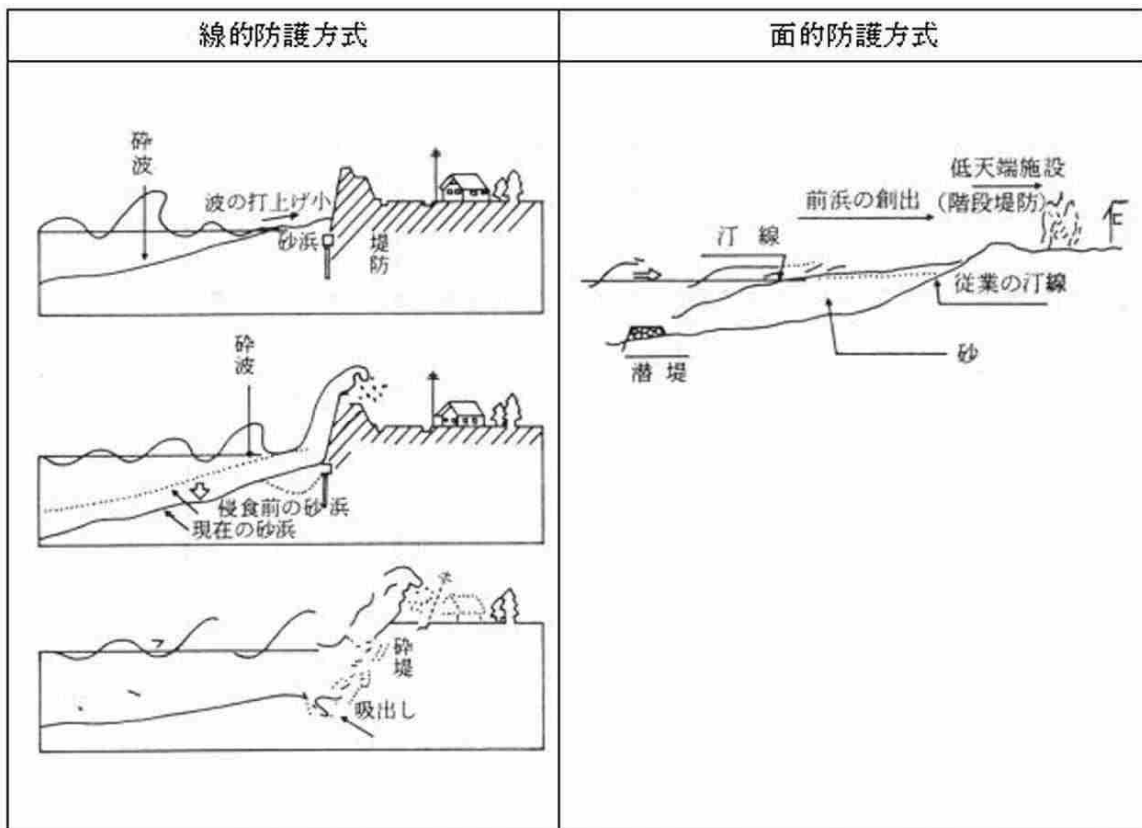 線的防護方式
面的防護方式
砕波
波の打上げ小
砂浜
堤防
砕波
侵食前の砂浜
現在の砂浜
砕堤
吸出し
低天端施設
前浜の創出
(階段堤防)
汀線
従業の汀線
砂
潜堤